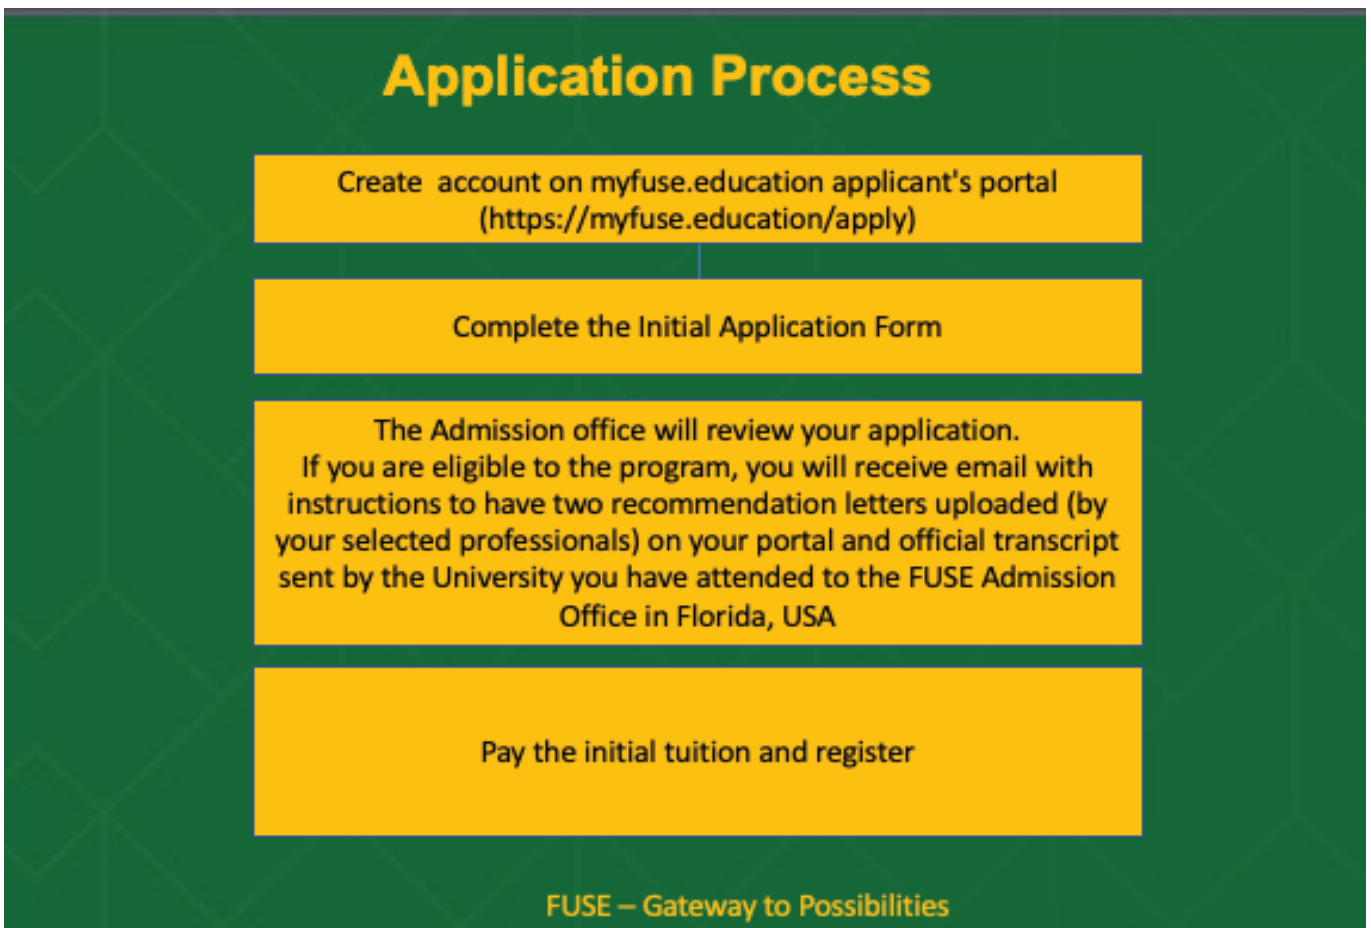 Application Process
Create  account on myfuse.education applicant's portal
(https://myfuse.education/apply)
Complete the Initial Application Form
The Admission office will review your application.
If you are eligible to the program, you will receive email with
instructions to have two recommendation letters uploaded (by
your selected professionals) on your portal and official transcript
sent by the University you have attended to the FUSE Admission
Office in Florida, USA
Pay the initial tuition and register
FUSE – Gateway to Possibilities